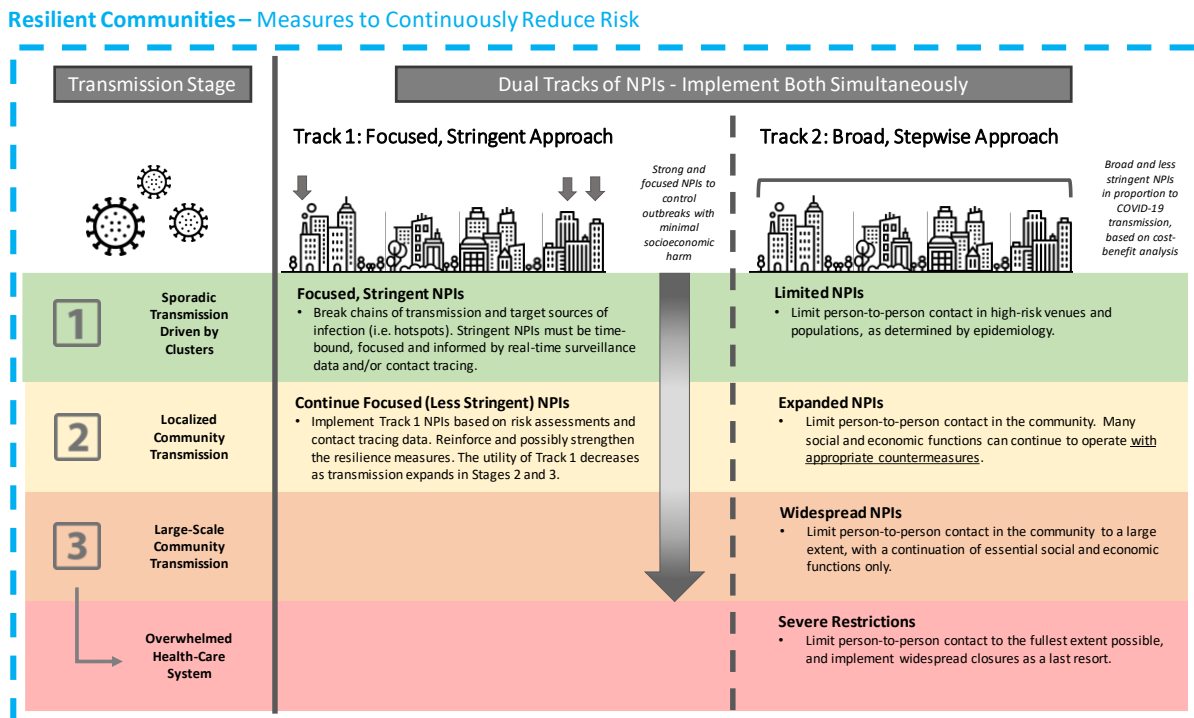 Resilient Communities – Measures to Continuously Reduce Risk
Transmission Stage
Dual Tracks of NPIs - Implement Both Simultaneously
Track 1: Focused, Stringent Approach
Strong and
focused NPIs to
control
outbreaks with
minimal
socioeconomic
harm
Track 2: Broad, Stepwise Approach
Broad and less
stringent NPIs
in proportion to
COVID-19
transmission,
based on cost-
benefit analysis
1
Sporadic
Transmission
Driven by
Clusters
Focused, Stringent NPIs
• Break chains of transmission and target sources of
infection (i.e. hotspots). Stringent NPIs must be time-
bound, focused and informed by real-time surveillance
data and/or contact tracing.
Limited NPIs
• Limit person-to-person contact in high-risk venues and
populations, as determined by epidemiology.
2
Localized
Community
Transmission
Continue Focused (Less Stringent) NPIs
• Implement Track 1 NPIs based on risk assessments and
contact tracing data. Reinforce and possibly strengthen
the resilience measures. The utility of Track 1 decreases
as transmission expands in Stages 2 and 3.
Expanded NPIs
• Limit person-to-person contact in the community. Many
social and economic functions can continue to operate with
appropriate countermeasures.
3
Large-Scale
Community
Transmission
Widespread NPIs
• Limit person-to-person contact in the community to a large
extent, with a continuation of essential social and economic
functions only.
Overwhelmed
Health-Care
System
Severe Restrictions
• Limit person-to-person contact to the fullest extent possible,
and implement widespread closures as a last resort.